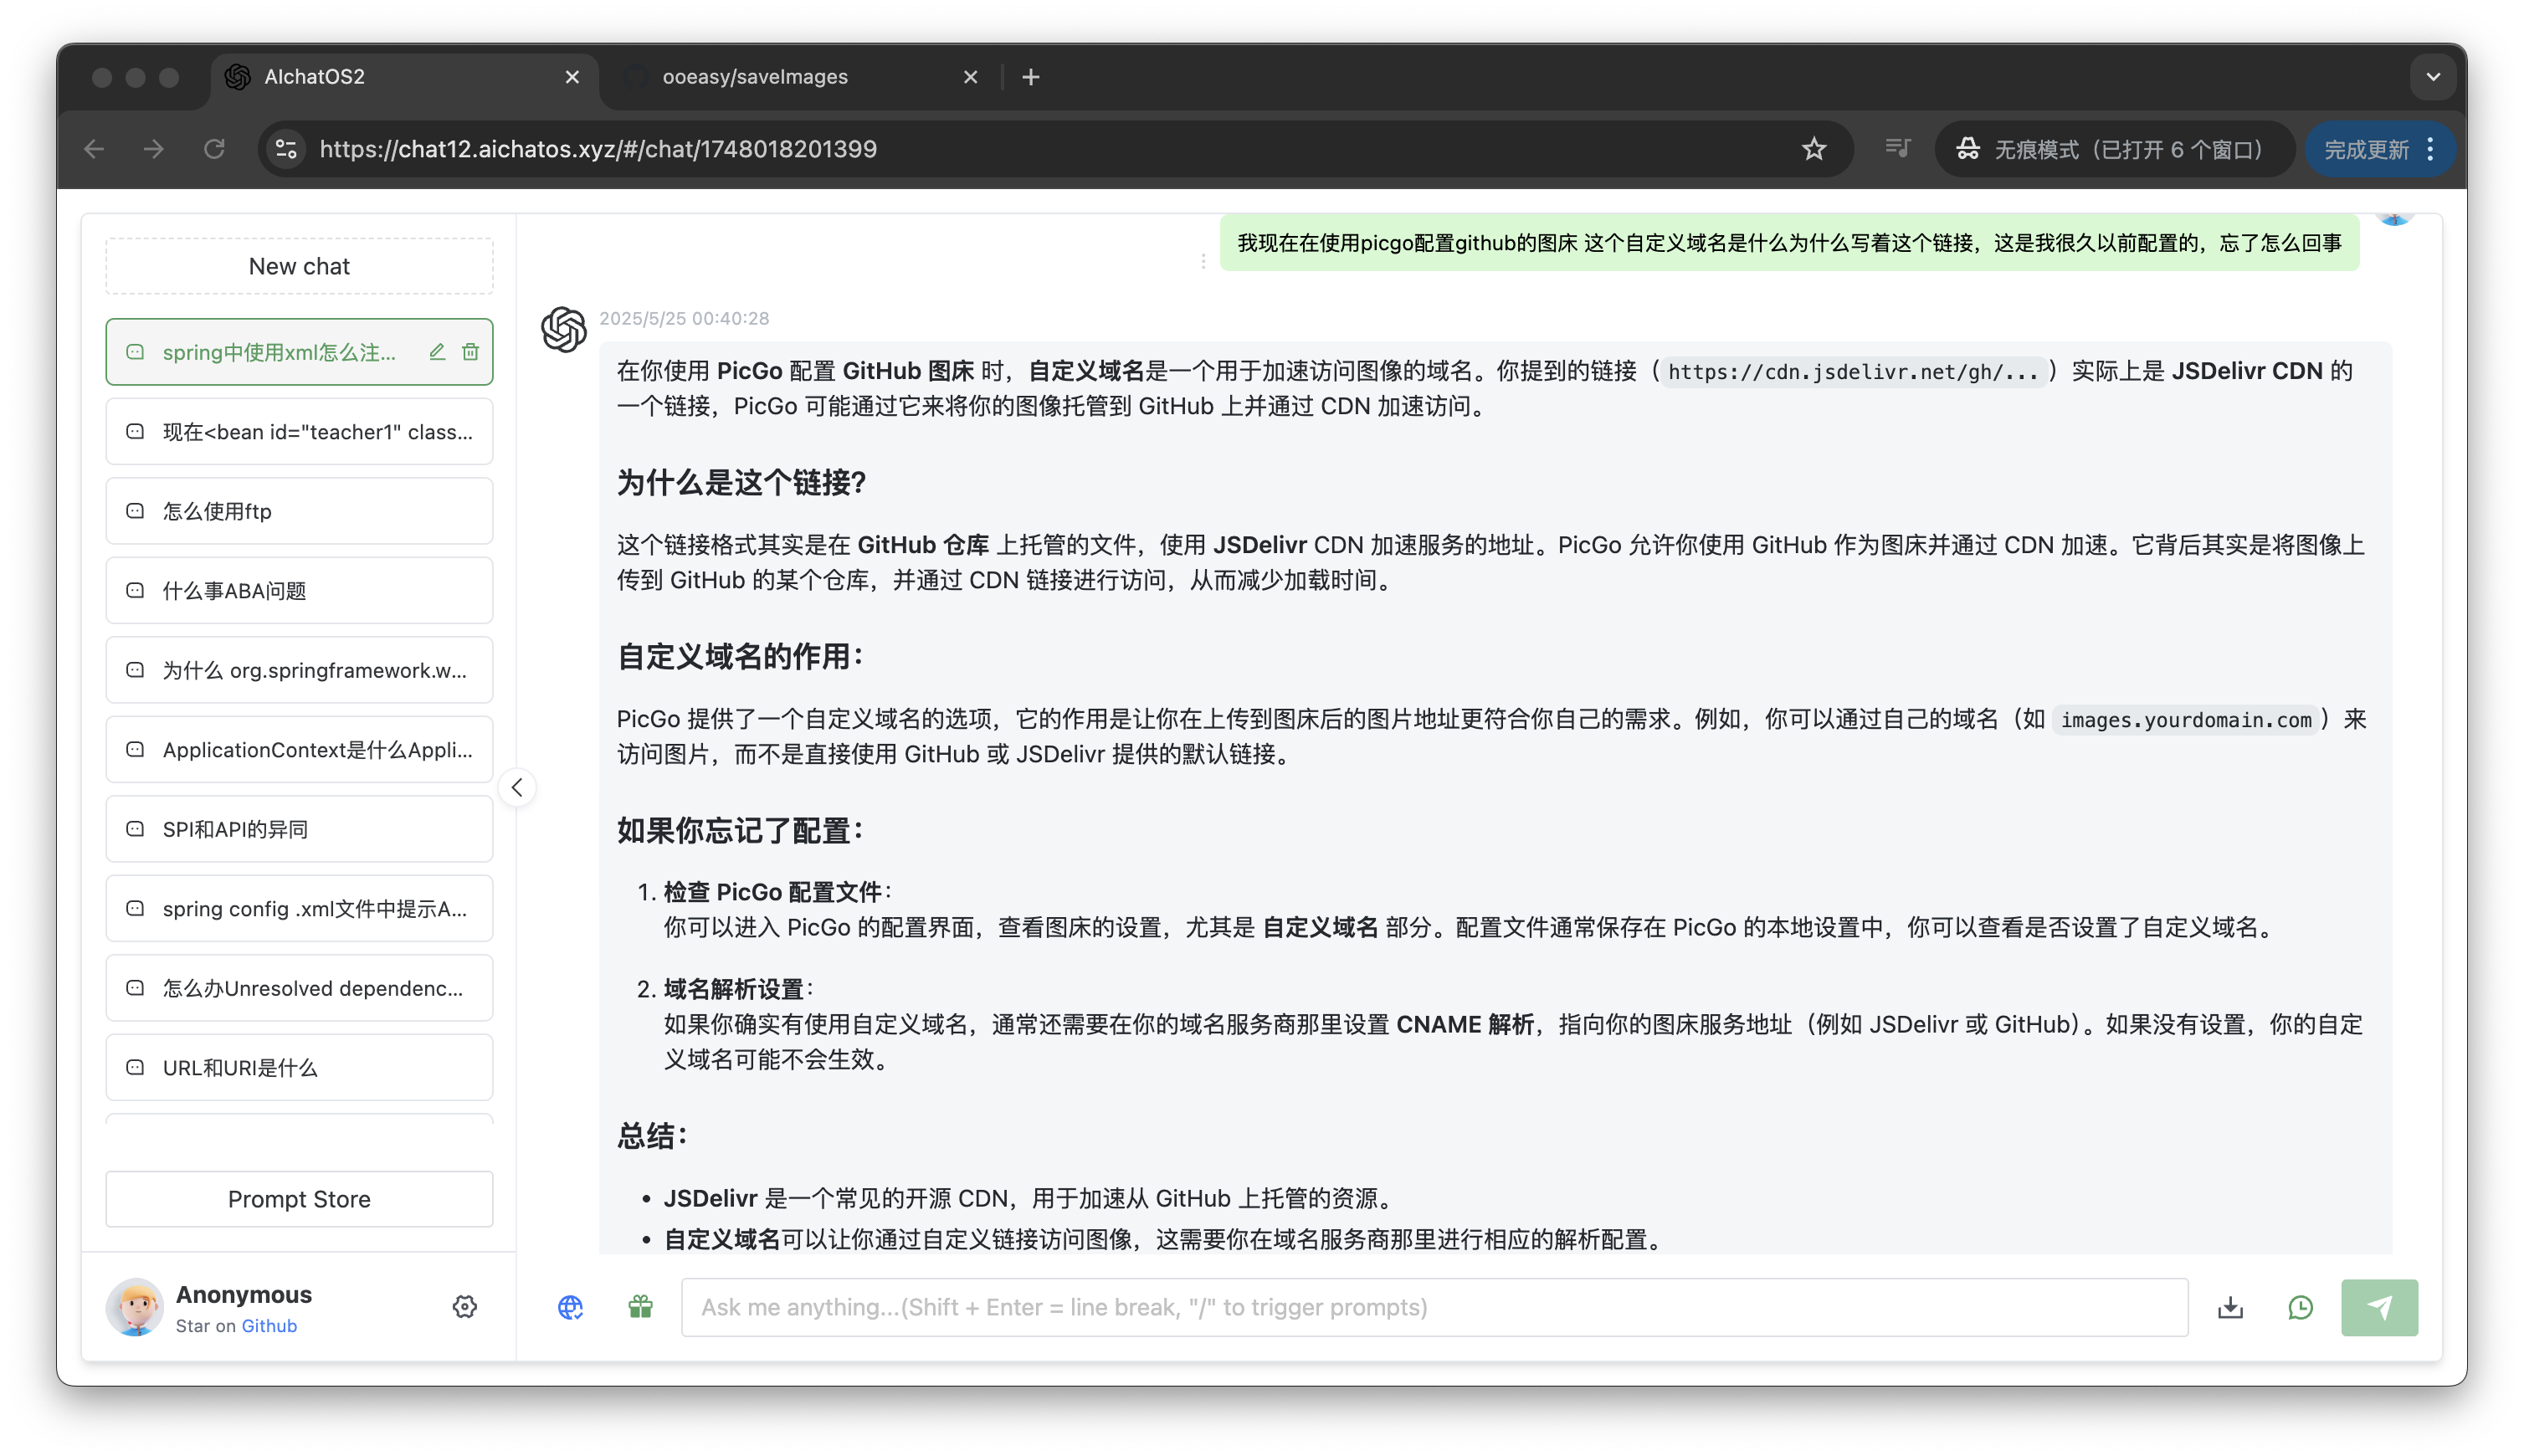 AIchatOS2
ooeasy/saveImages
https://chat12.aichatos.xyz/#/chat/1748018201399
无痕模式（已打开 6 个窗口）
完成更新
New chat
spring中使用xml怎么注...
现在<bean id="teacher1" class...
怎么使用ftp
什么事ABA问题
为什么 org.springframework.w...
ApplicationContext是什么Appli...
SPI和API的异同
spring config .xml文件中提示A...
怎么办Unresolved dependenc...
URL和URI是什么
Prompt Store
Anonymous
Star on Github
我现在在使用picgo配置github的图床 这个自定义域名是什么为什么写着这个链接，这是我很久以前配置的，忘了怎么回事
2025/5/25 00:40:28
在你使用 PicGo 配置 GitHub 图床 时，自定义域名是一个用于加速访问图像的域名。你提到的链接（https://cdn.jsdelivr.net/gh/...）实际上是 JSDelivr CDN 的
一个链接，PicGo 可能通过它来将你的图像托管到 GitHub 上并通过 CDN 加速访问。
为什么是这个链接?
这个链接格式其实是在 GitHub 仓库 上托管的文件，使用 JSDelivr CDN 加速服务的地址。PicGo 允许你使用 GitHub 作为图床并通过 CDN 加速。它背后其实是将图像上
传到 GitHub 的某个仓库，并通过 CDN 链接进行访问，从而减少加载时间。
自定义域名的作用：
PicGo 提供了一个自定义域名的选项，它的作用是让你在上传到图床后的图片地址更符合你自己的需求。例如，你可以通过自己的域名（如 images.yourdomain.com）来
访问图片，而不是直接使用 GitHub 或 JSDelivr 提供的默认链接。
如果你忘记了配置：
1. 检查 PicGo 配置文件：
你可以进入 PicGo 的配置界面，查看图床的设置，尤其是 自定义域名 部分。配置文件通常保存在 PicGo 的本地设置中，你可以查看是否设置了自定义域名。
2. 域名解析设置：
如果你确实有使用自定义域名，通常还需要在你的域名服务商那里设置 CNAME 解析，指向你的图床服务地址（例如 JSDelivr 或 GitHub）。如果没有设置，你的自定
义域名可能不会生效。
总结：
• JSDelivr 是一个常见的开源 CDN，用于加速从 GitHub 上托管的资源。
• 自定义域名可以让你通过自定义链接访问图像，这需要你在域名服务商那里进行相应的解析配置。
Ask me anything...(Shift + Enter = line break, "/" to trigger prompts)